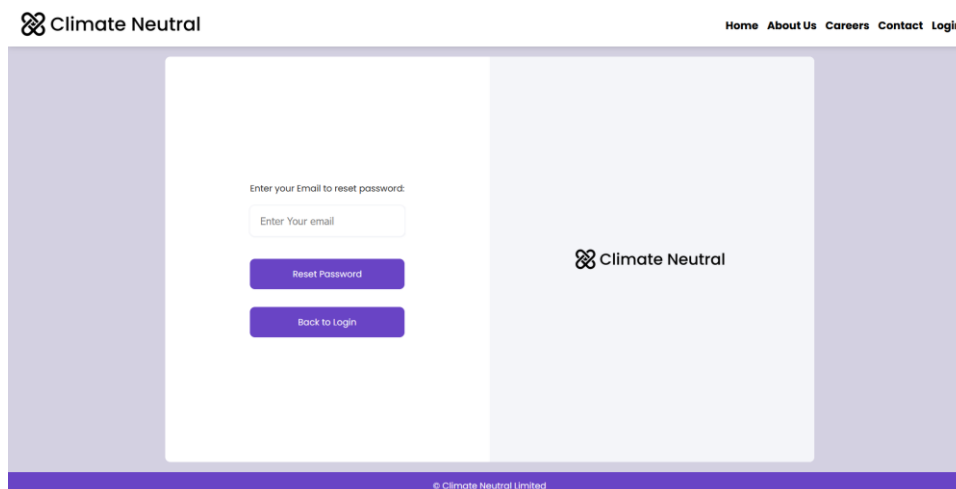 Climate Neutral
Home About Us Careers Contact Login
Enter your Email to reset password:
Enter Your email
Reset Password
Back to Login
Climate Neutral
© Climate Neutral Limited